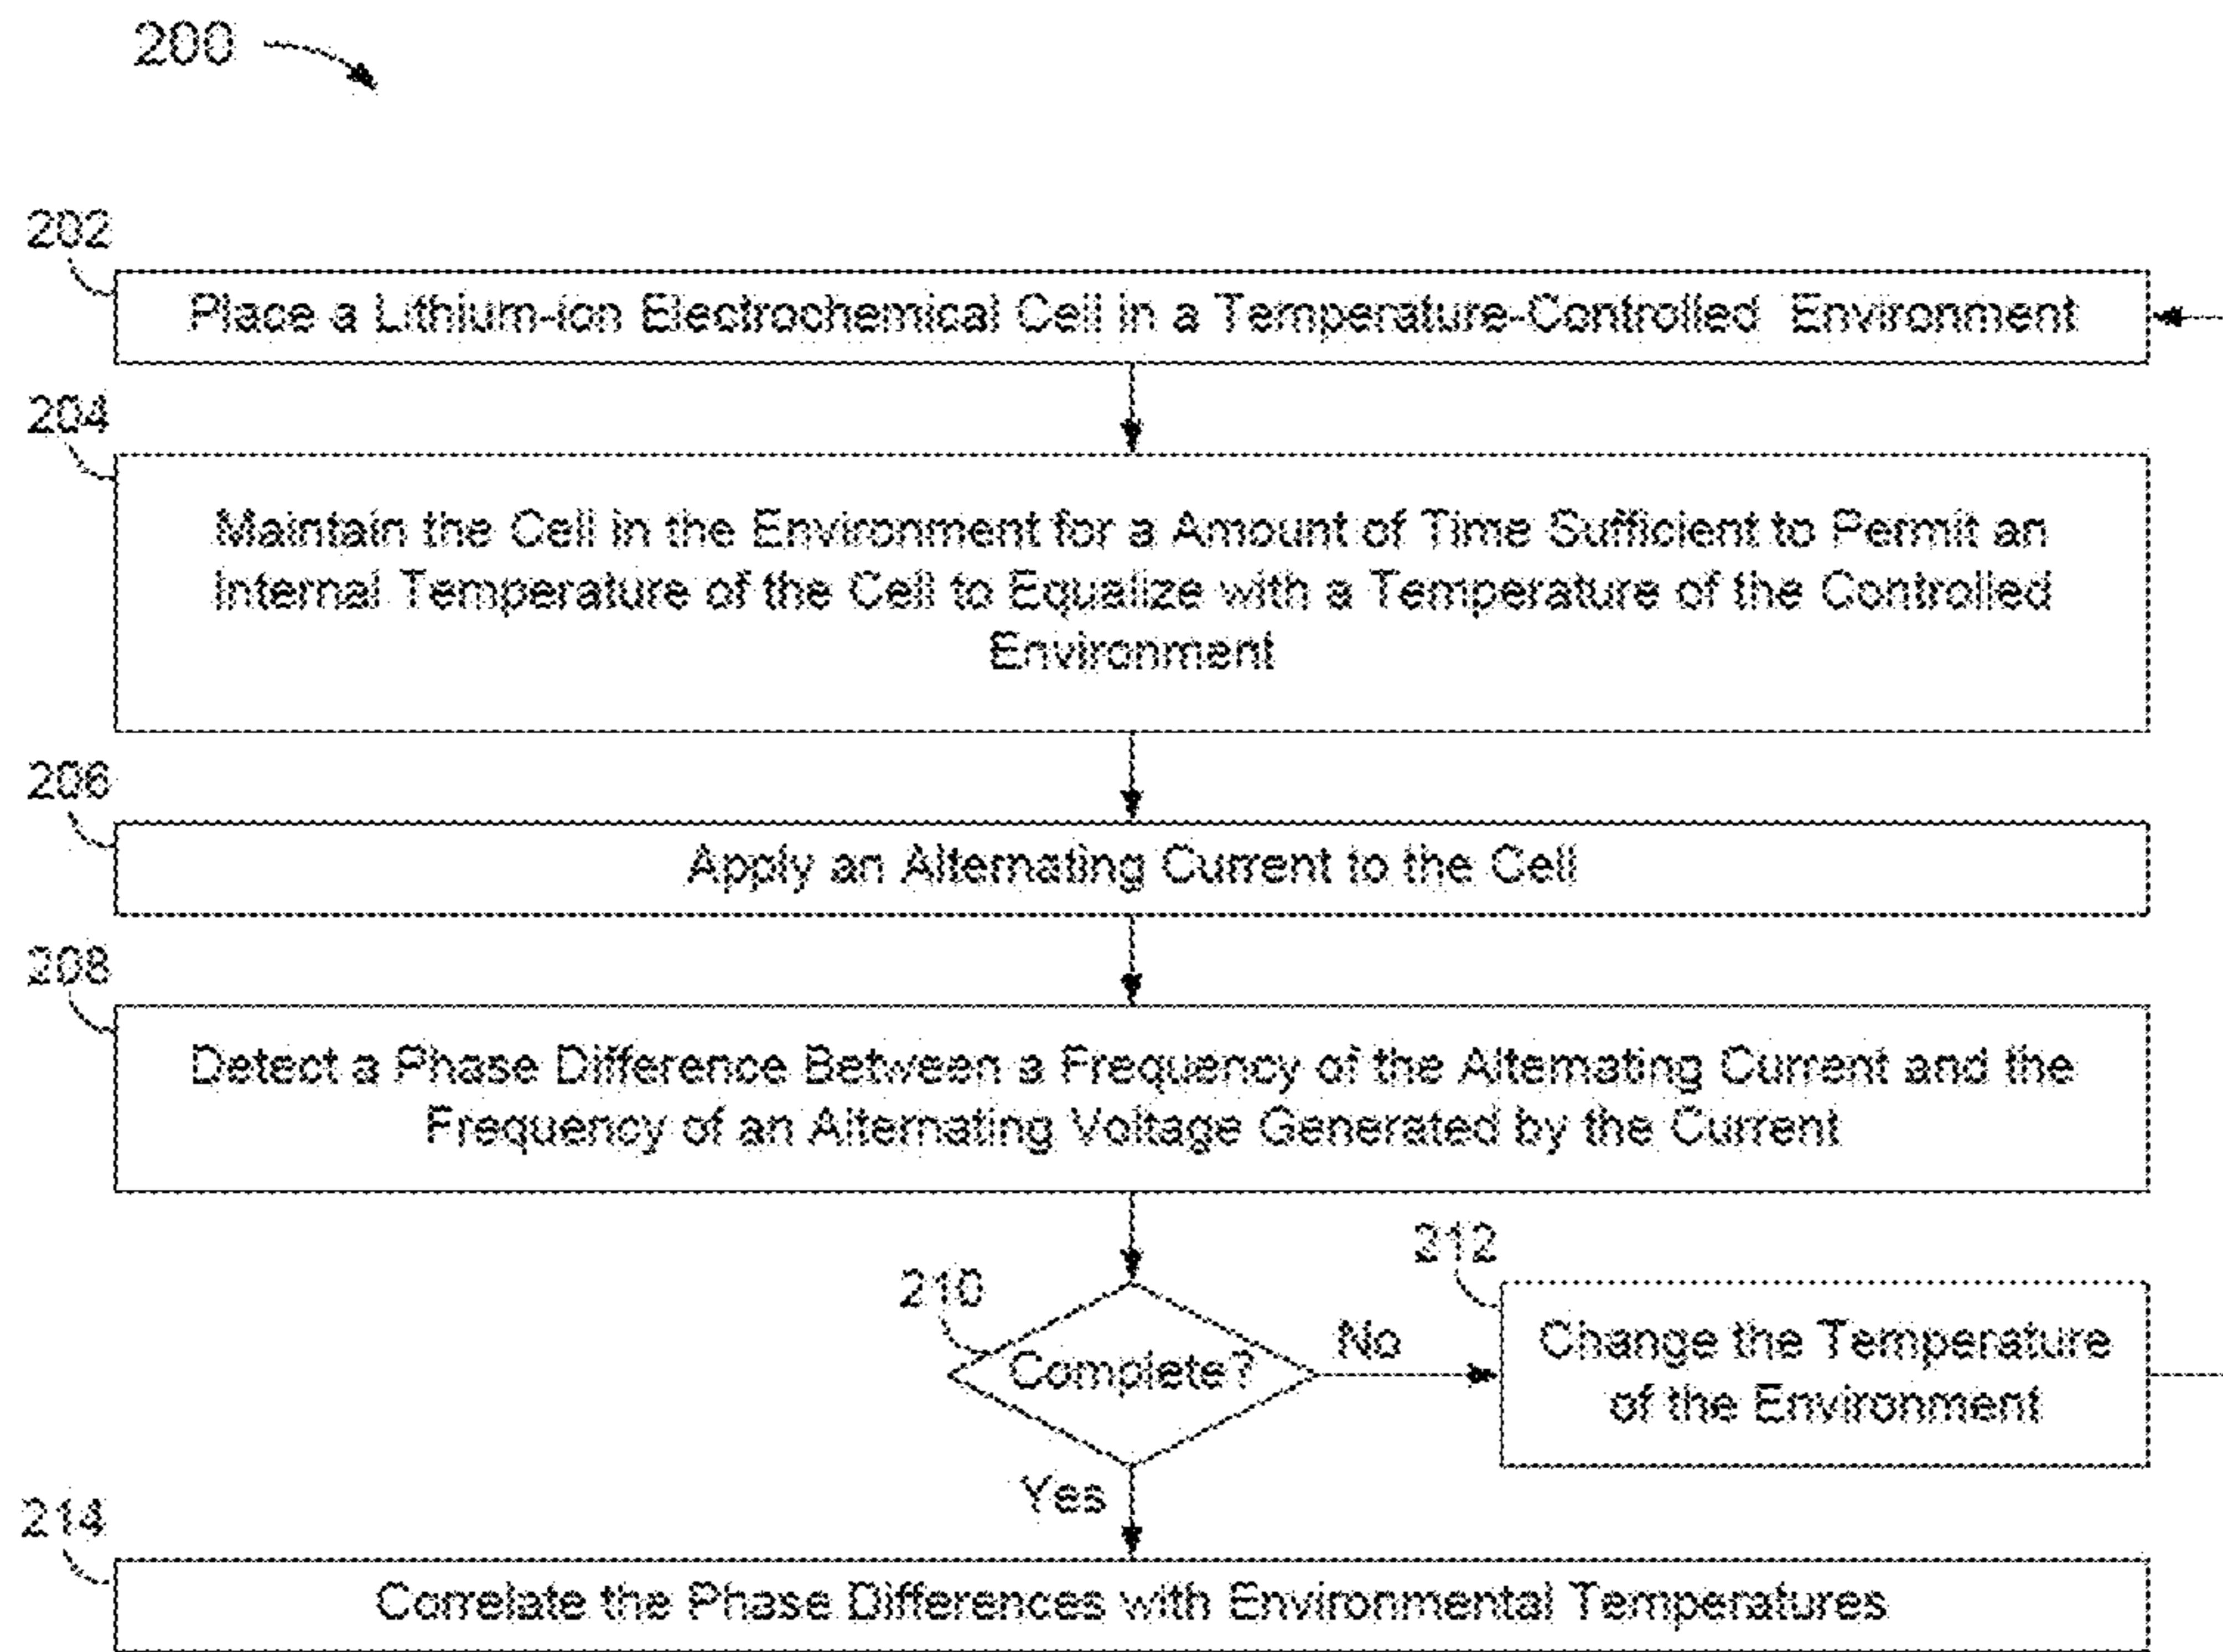 200
202
Place a Lithium-ion Electrochemical Cell in a Temperature-Controlled Environment
204
Maintain the Cell in the Environment for a Amount of Time Sufficient to Permit an
Internal Temperature of the Cell to Equalize with a Temperature of the Controlled
Environment
206
Apply an Alternating Current to the Cell
208
Detect a Phase Difference Between a Frequency of the Alternating Current and the
Frequency of an Alternating Voltage Generated by the Current
210
Complete?
No
212
Change the Temperature
of the Environment
Yes
214
Correlate the Phase Differences with Environmental Temperatures